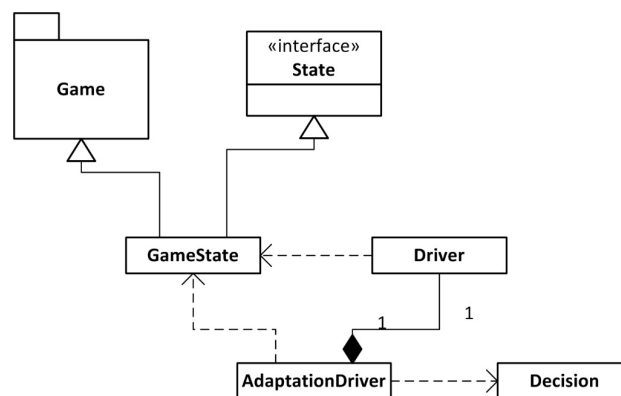 Game
«interface»
State
GameState
Driver
1
1
AdaptationDriver
Decision